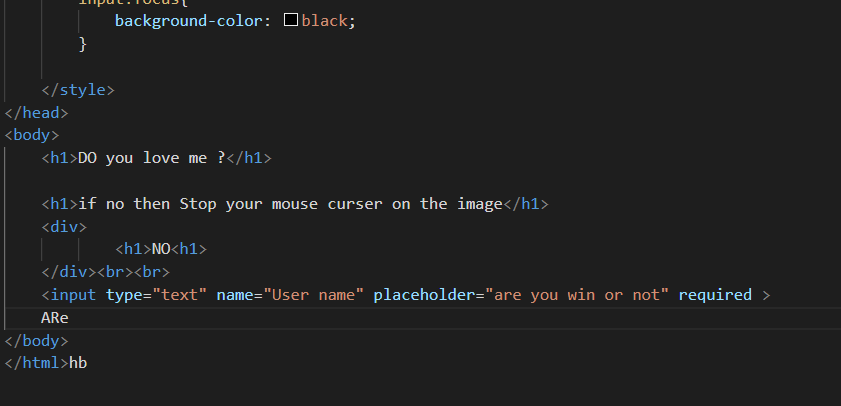 input:focus{
background-color: black;
}
</style>
</head>
<body>
<h1>DO you love me ?</h1>
<h1>if no then Stop your mouse curser on the image</h1>
<div>
<h1>NO<h1>
</div><br><br>
<input type="text" name="User name" placeholder="are you win or not" required >
ARe
</body>
</html>hb